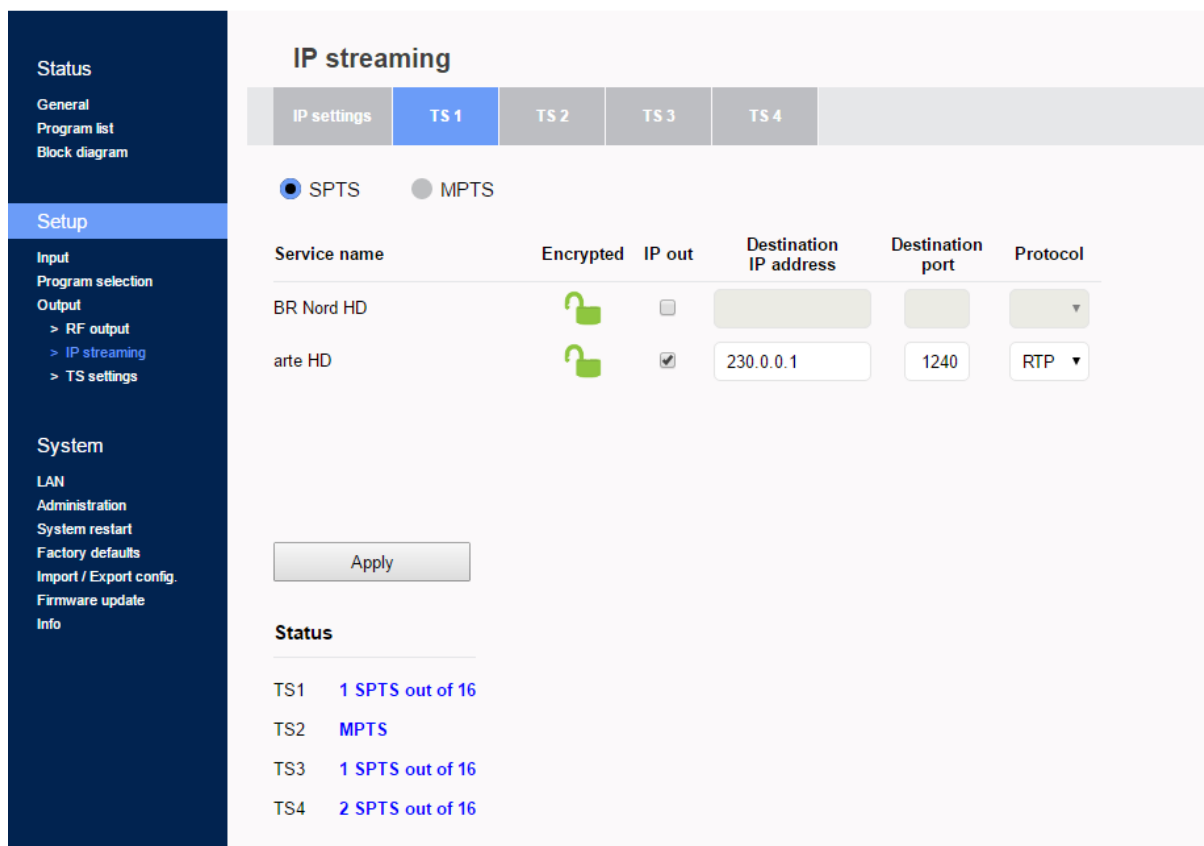 Status
General
Program list
Block diagram
Setup
Input
Program selection
Output
> RF output
> IP streaming
> TS settings
System
LAN
Administration
System restart
Factory defaults
Import / Export config.
Firmware update
Info
IP streaming
IP settings TS 1 TS 2 TS 3 TS 4
SPTS MPTS
Service name Encrypted IP out Destination IP address Destination port Protocol
BR Nord HD
arte HD 230.0.0.1 1240 RTP
Apply
Status
TS1 1 SPTS out of 16
TS2 MPTS
TS3 1 SPTS out of 16
TS4 2 SPTS out of 16